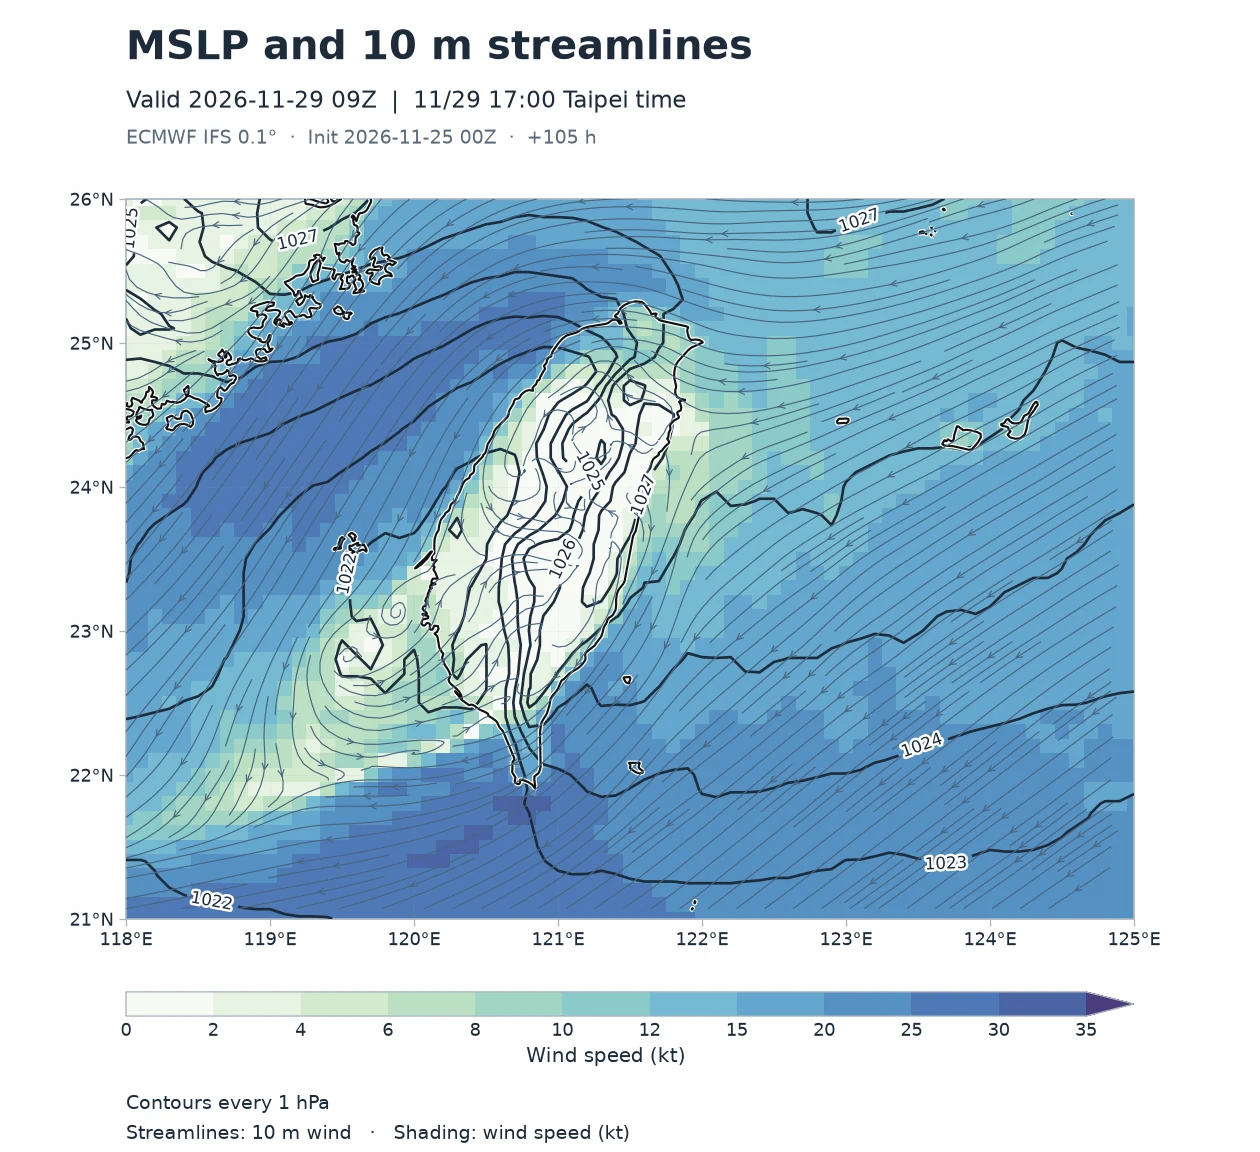 MSLP and 10 m streamlines
Valid 2026-11-29 09Z | 11/29 17:00 Taipei time
ECMWF IFS 0.1° · Init 2026-11-25 00Z · +105 h
26°N
25°N
24°N
23°N
22°N
21°N
1025
1027
1027
1025
1027
1026
1022
1024
1023
1022
118°E 119°E 120°E 121°E 122°E 123°E 124°E 125°E
0 2 4 6 8 10 12 15 20 25 30 35
Wind speed (kt)
Contours every 1 hPa
Streamlines: 10 m wind · Shading: wind speed (kt)